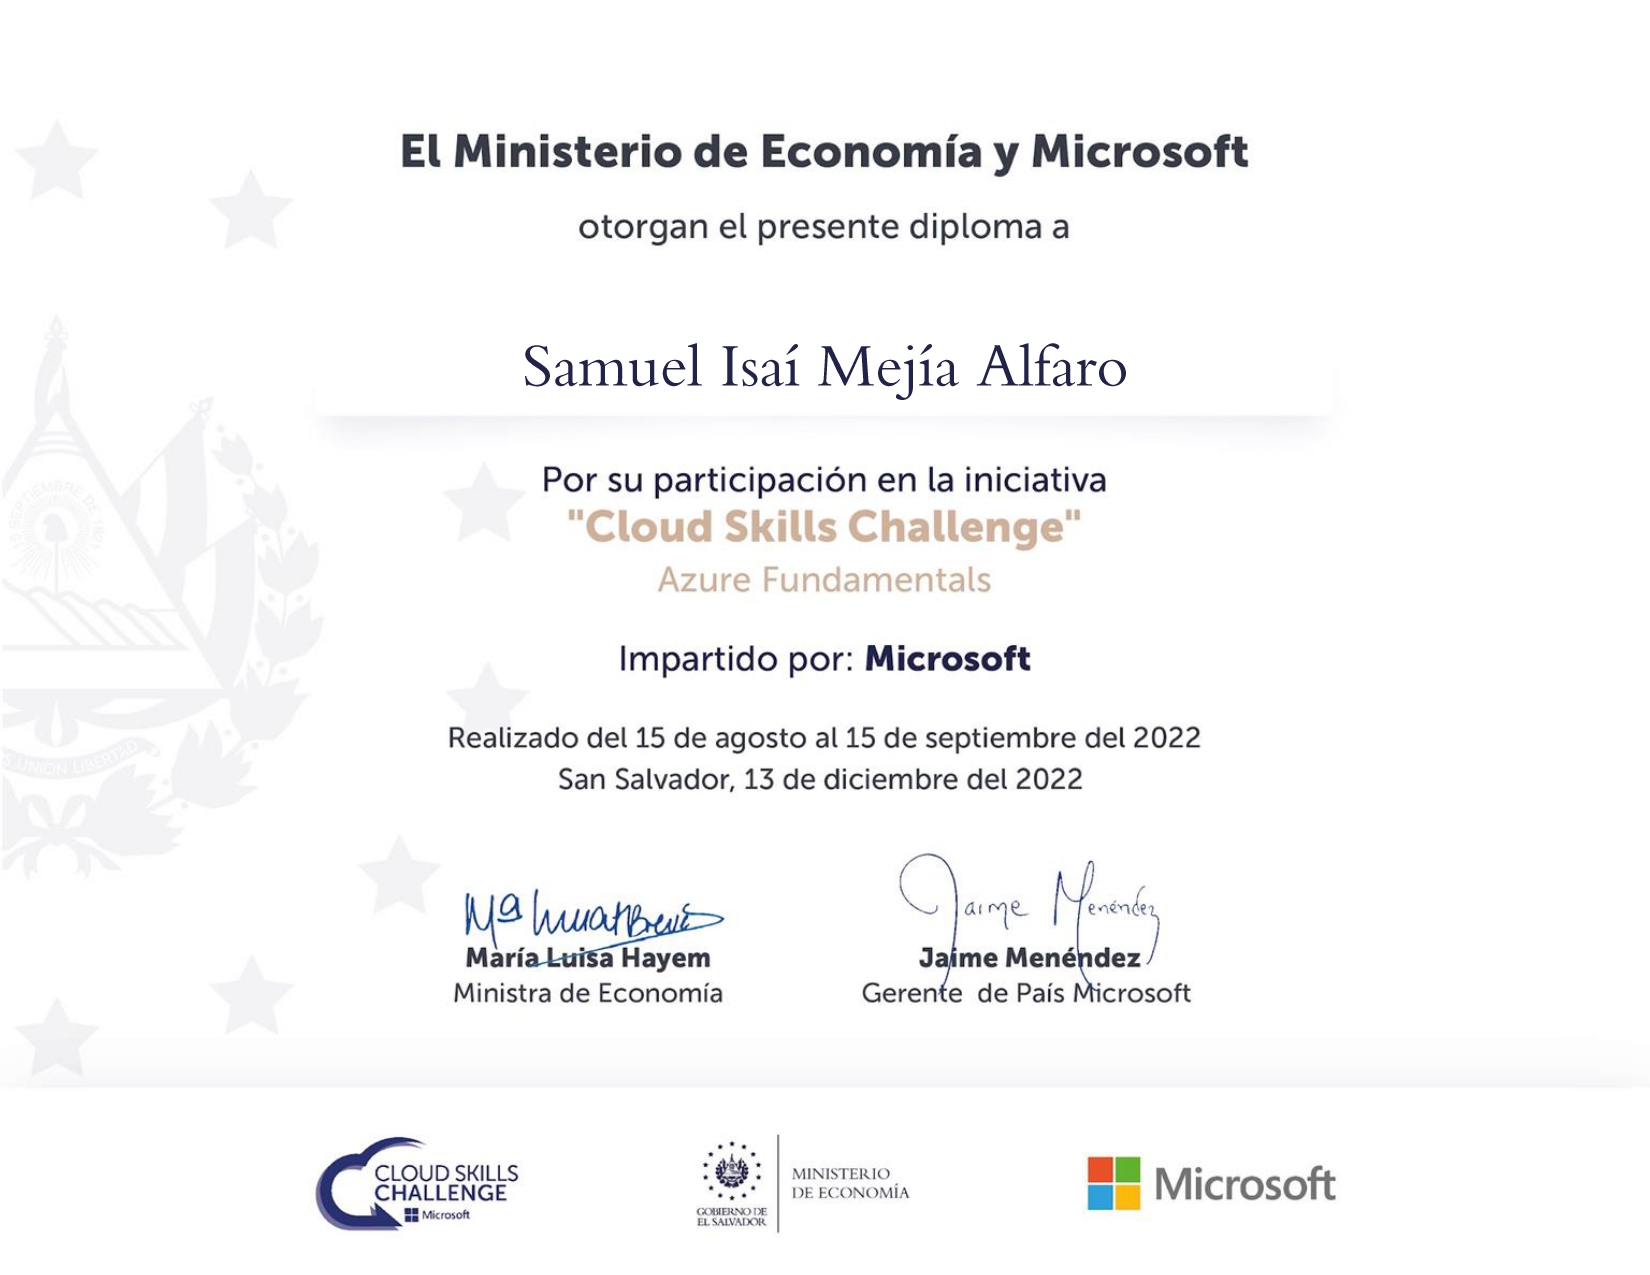 El Ministerio de Economía y Microsoft
otorgan el presente diploma a
Samuel Isaí Mejía Alfaro
Por su participación en la iniciativa
"Cloud Skills Challenge"
Azure Fundamentals
Impartido por: Microsoft
Realizado del 15 de agosto al 15 de septiembre del 2022
San Salvador, 13 de diciembre del 2022
Jaime Menéndez
María Luisa Hayem
Ministra de Economía
Jaime Menéndez
Gerente de País Microsoft
CLOUD SKILLS
CHALLENGE
Microsoft
GOBIERNO DE
EL SALVADOR
MINISTERIO
DE ECONOMÍA
Microsoft
UNION LIBERTAD